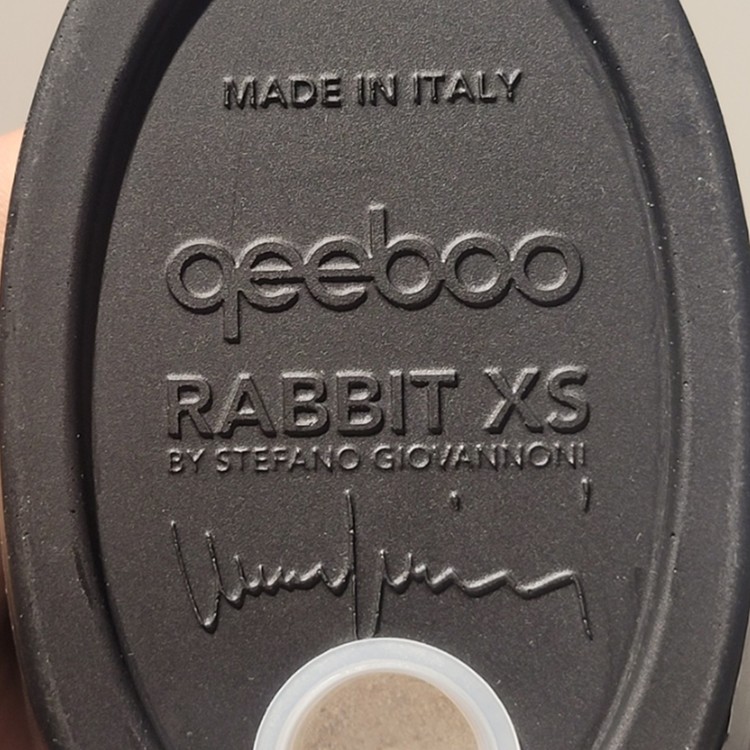 MADE IN ITALY
qeeboo
RABBIT XS
BY STEFANO GIOVANNONI